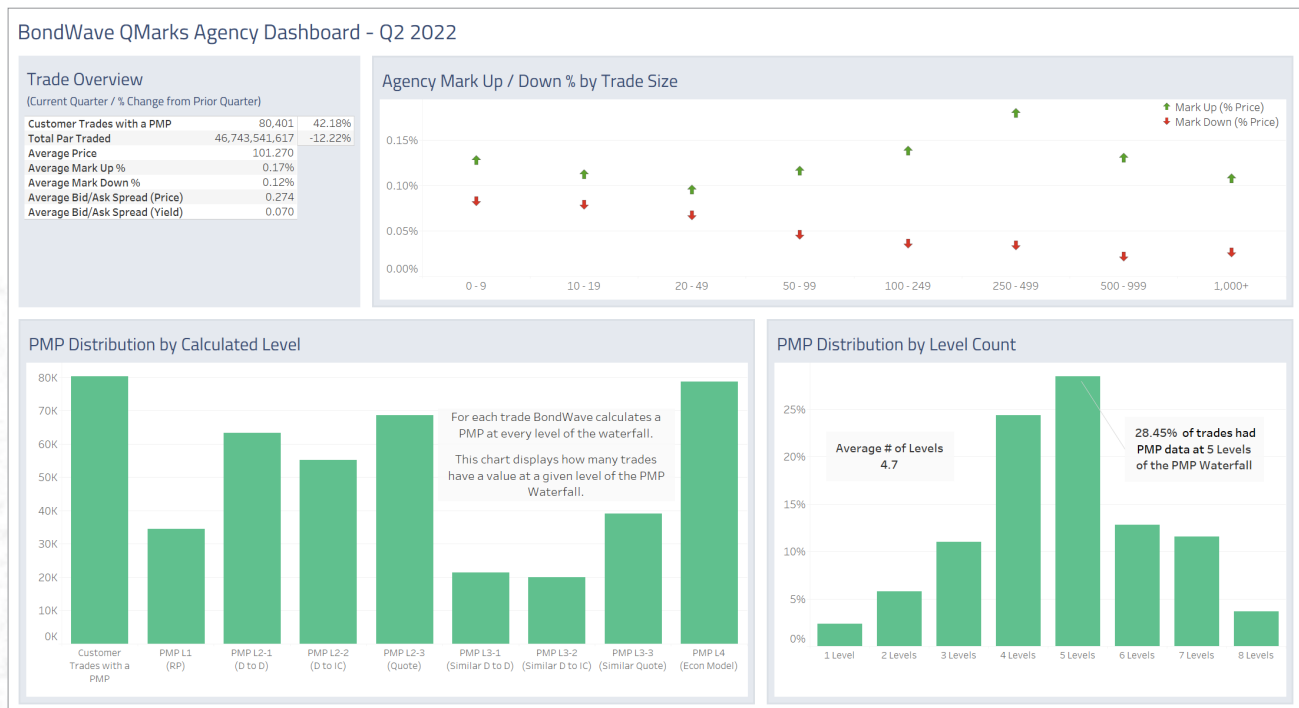 BondWave QMarks Agency Dashboard - Q2 2022
Trade Overview
(Current Quarter / % Change from Prior Quarter)
Customer Trades with a PMP 80,401 42.18%
Total Par Traded 46,743,541,617 -12.22%
Average Price 101.270
Average Mark Up % 0.17%
Average Mark Down % 0.12%
Average Bid/Ask Spread (Price) 0.274
Average Bid/Ask Spread (Yield) 0.070
Agency Mark Up / Down % by Trade Size
Mark Up (% Price)
Mark Down (% Price)
0.15%
0.10%
0.05%
0.00%
0 - 9 10 - 19 20 - 49 50 - 99 100 - 249 250 - 499 500 - 999 1,000+
PMP Distribution by Calculated Level
80K
70K
60K
50K
40K
30K
20K
10K
0K
For each trade BondWave calculates a
PMP at every level of the waterfall.
This chart displays how many trades
have a value at a given level of the PMP
Waterfall.
Customer
Trades with a
PMP
PMP L1
(RP)
PMP L2-1
(D to D)
PMP L2-2
(D to IC)
PMP L2-3
(Quote)
PMP L3-1
(Similar D to D)
PMP L3-2
(Similar D to IC)
PMP L3-3
(Similar Quote)
PMP L4
(Econ Model)
PMP Distribution by Level Count
25%
20%
15%
10%
5%
0%
Average # of Levels
4.7
28.45% of trades had
PMP data at 5 Levels
of the PMP Waterfall
1 Level 2 Levels 3 Levels 4 Levels 5 Levels 6 Levels 7 Levels 8 Levels